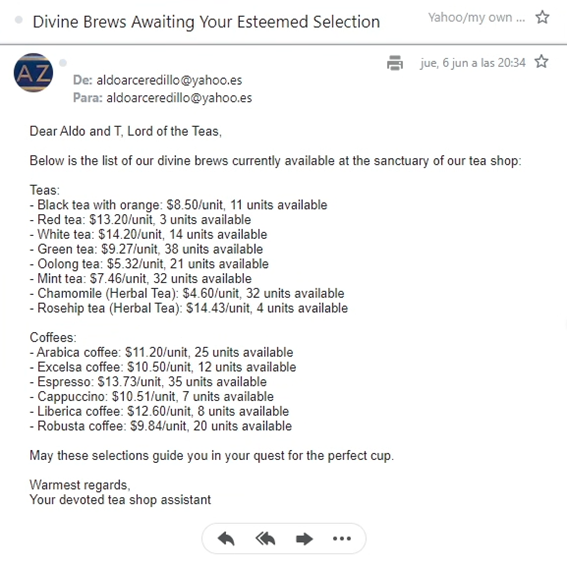 Divine Brews Awaiting Your Esteemed Selection
Yahoo/my own ...
AZ
jue, 6 jun a las 20:34
De: aldoarceredillo@yahoo.es
Para: aldoarceredillo@yahoo.es
Dear Aldo and T, Lord of the Teas,
Below is the list of our divine brews currently available at the sanctuary of our tea shop:
Teas:
- Black tea with orange: $8.50/unit, 11 units available
- Red tea: $13.20/unit, 3 units available
- White tea: $14.20/unit, 14 units available
- Green tea: $9.27/unit, 38 units available
- Oolong tea: $5.32/unit, 21 units available
- Mint tea: $7.46/unit, 32 units available
- Chamomile (Herbal Tea): $4.60/unit, 32 units available
- Rosehip tea (Herbal Tea): $14.43/unit, 4 units available
Coffees:
- Arabica coffee: $11.20/unit, 25 units available
- Excelsa coffee: $10.50/unit, 12 units available
- Espresso: $13.73/unit, 35 units available
- Cappuccino: $10.51/unit, 7 units available
- Liberica coffee: $12.60/unit, 8 units available
- Robusta coffee: $9.84/unit, 20 units available
May these selections guide you in your quest for the perfect cup.
Warmest regards,
Your devoted tea shop assistant